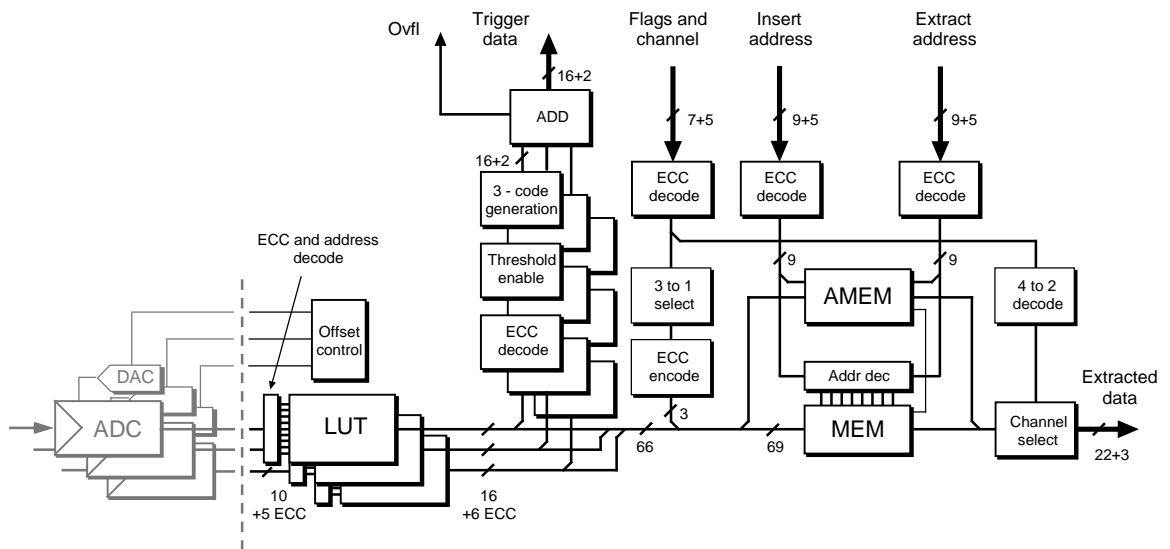 Ovfl
Trigger
data
Flags and
channel
Insert
address
Extract
address
16+2
ADD
7+5
9+5
9+5
16+2
3 - code
generation
ECC
decode
ECC
decode
ECC
decode
ECC and address
decode
Threshold
enable
9
9
3 to 1
select
AMEM
4 to 2
decode
Offset
control
ECC
decode
ECC
encode
DAC
Addr dec
Extracted
data
ADC
LUT
3
MEM
Channel
select
66
69
22+3
10
+5 ECC
16
+6 ECC